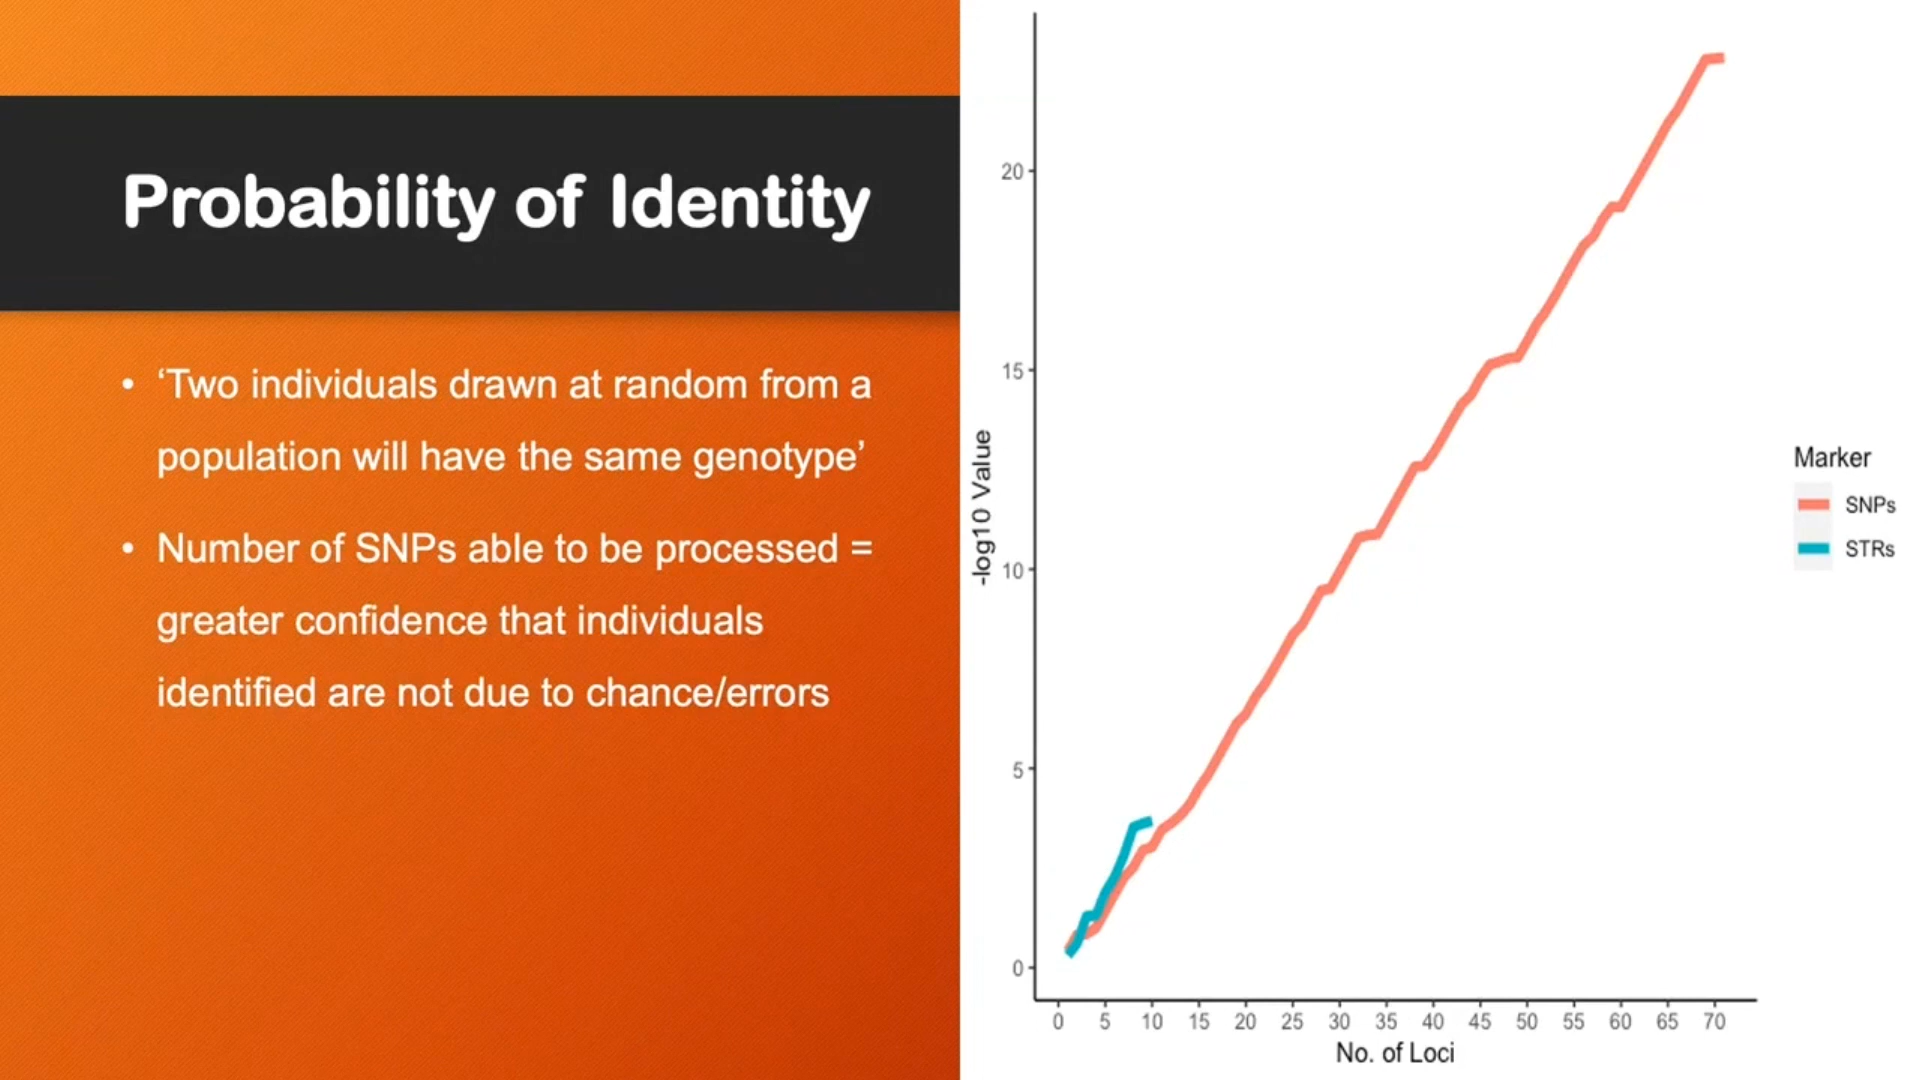 Probability of Identity
• ‘Two individuals drawn at random from a
population will have the same genotype’
• Number of SNPs able to be processed =
greater confidence that individuals
identified are not due to chance/errors
-log10 Value
20
15
10
5
0
0 5 10 15 20 25 30 35 40 45 50 55 60 65 70
No. of Loci
Marker
SNPs
STRs